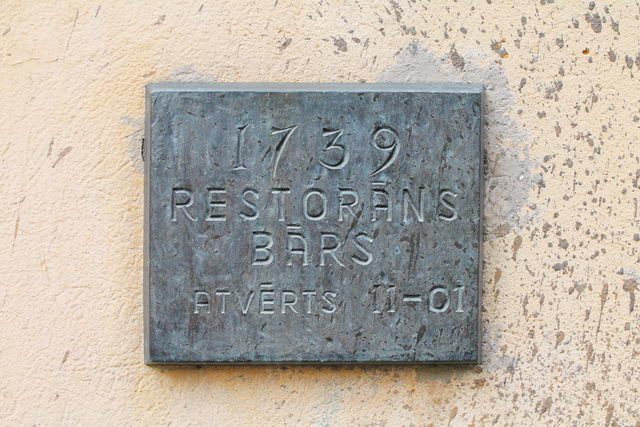 1739
RESTORĀNS
BĀRS
ATVĒRTS 11-01